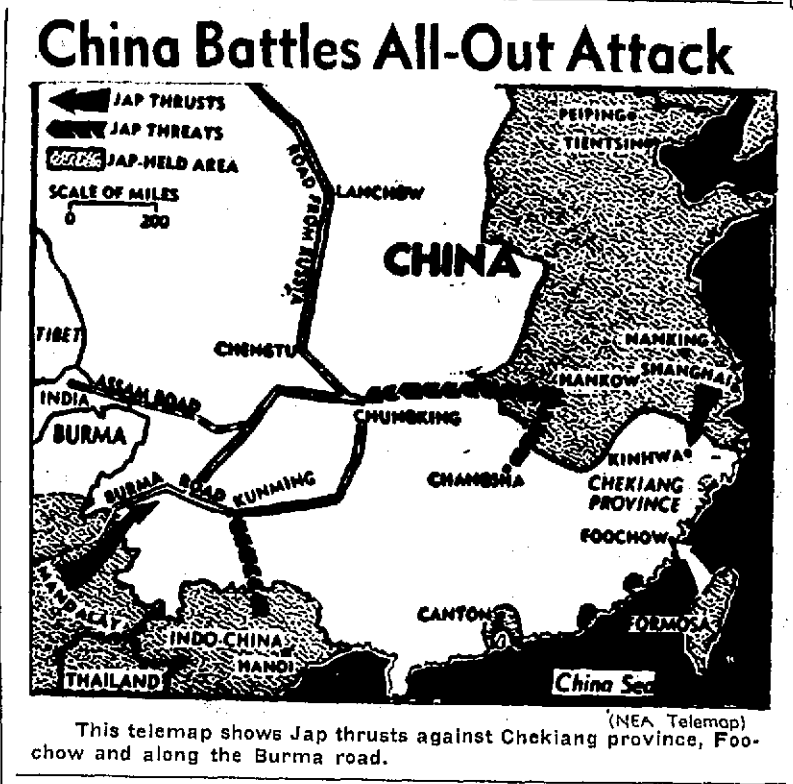 China Battles All-Out Attack
JAP THRUSTS
JAP THREATS
JAP-HELD AREA
SCALE OF MILES
0 200
PEIPING
TIENTSIN
ROAD FROM RUSSIA
LANCHOW
CHINA
TIBET
CHENGTU
NANKING
SHANGHAI
HANKOW
ASSAM ROAD
INDIA
CHUNGKING
BURMA
KINHWA
CHANGSHA
CHEKIANG
PROVINCE
BURMA ROAD
KUNMING
FOOCHOW
MANDALAY
CANTON
FORMOSA
INDO-CHINA
HANOI
THAILAND
China Sea
(NEA Telemap)
This telemap shows Jap thrusts against Chekiang province, Foo-
chow and along the Burma road.